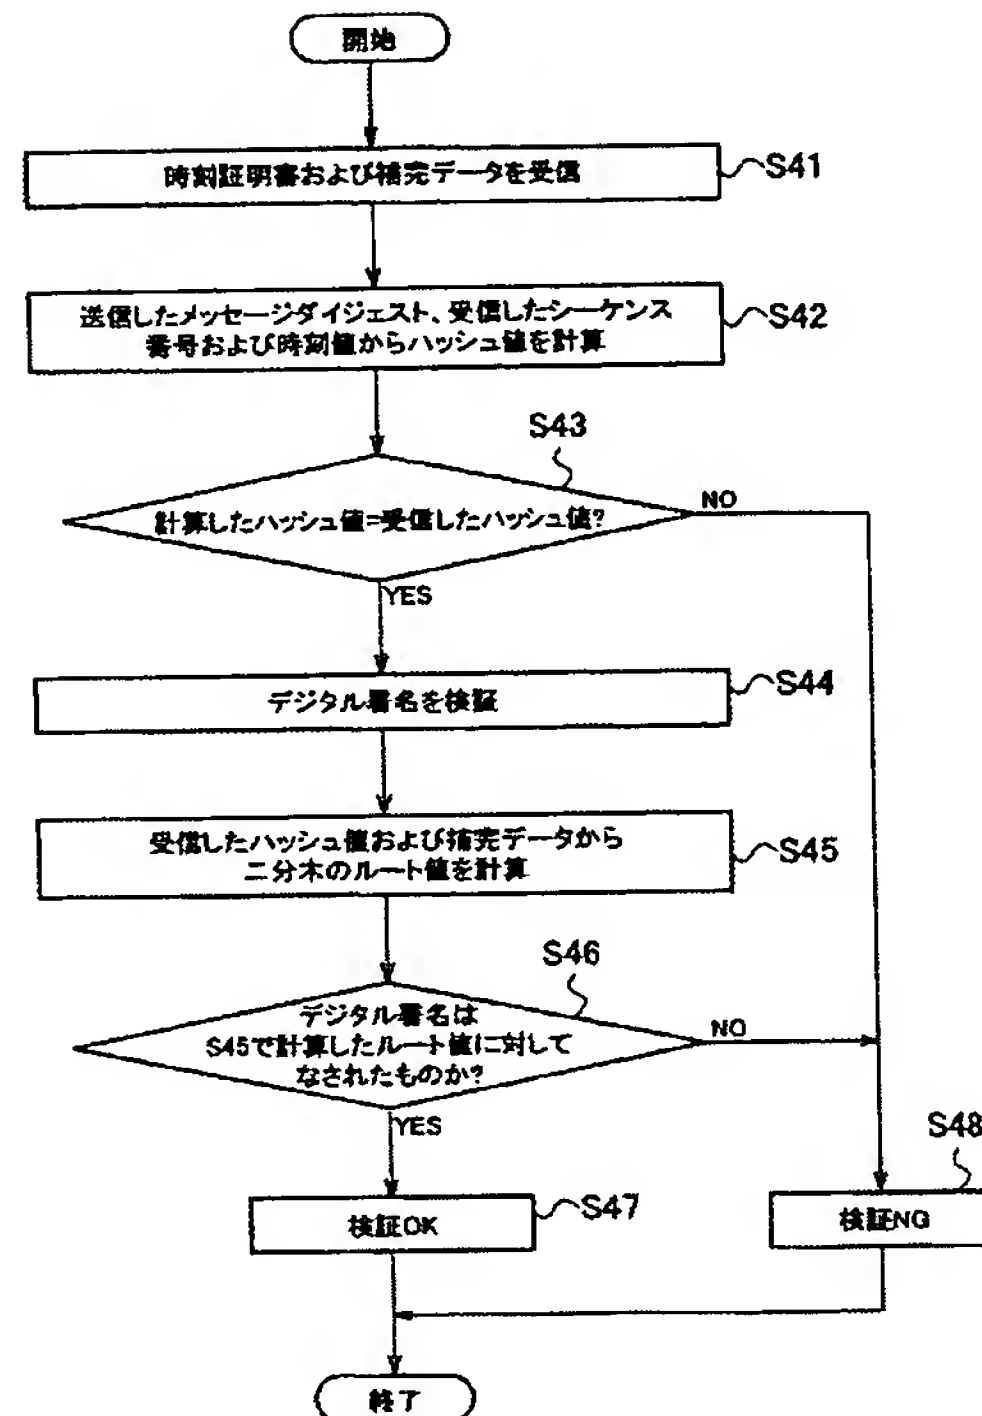 開始
時刻証明書および補完データを受信
S41
送信したメッセージダイジェスト、受信したシーケンス
番号および時刻値からハッシュ値を計算
S42
S43
計算したハッシュ値=受信したハッシュ値?
NO
YES
デジタル署名を検証
S44
受信したハッシュ値および補完データから
二分木のルート値を計算
S45
S46
デジタル署名は
S45で計算したルート値に対して
なされたものか?
NO
YES
検証OK
S47
S48
検証NG
終了